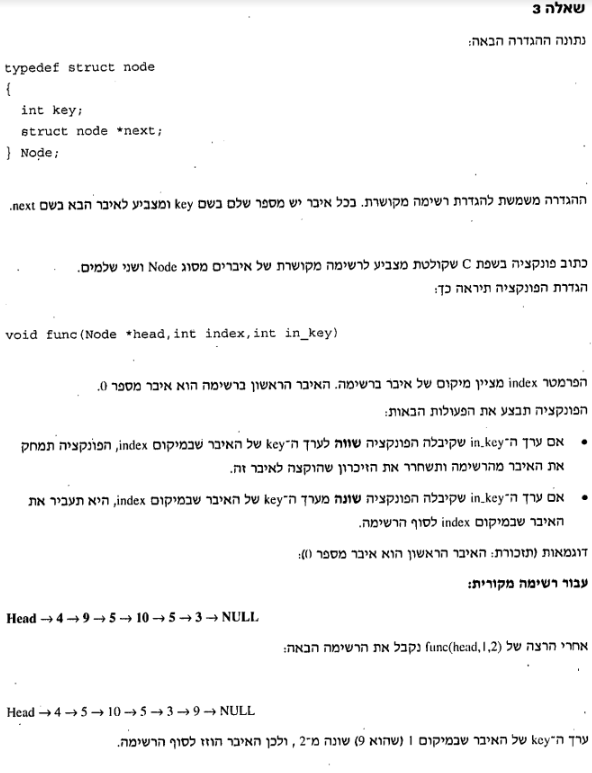 שאלה 3
נתונה ההגדרה הבאה:
typedef struct node
{
int key;
struct node *next;
} Node;
ההגדרה משמשת להגדרת רשימה מקושרת. בכל איבר יש מספר שלם בשם key ומצביע לאיבר הבא בשם next.
כתוב פונקציה בשפת C שקולטת מצביע לרשימה מקושרת של איברים מסוג Node ושני שלמים.
הגדרת הפונקציה תיראה כך:
void func(Node *head,int index,int in_key)
הפרמטר index מציין מיקום של איבר ברשימה. האיבר הראשון ברשימה הוא איבר מספר 0.
הפונקציה תבצע את הפעולות הבאות:
• אם ערך ה־in_key שקיבלה הפונקציה שווה לערך ה־key של האיבר שבמיקום index, הפונקציה תמחק
את האיבר מהרשימה ותשחרר את הזיכרון שהוקצה לאיבר זה.
• אם ערך ה־in_key שקיבלה הפונקציה שונה מערך ה־key של האיבר שבמיקום index, היא תעביר את
האיבר שבמיקום index לסוף הרשימה.
דוגמאות (תזכורת: האיבר הראשון הוא איבר מספר 0):
עבור רשימה מקורית:
Head → 4 → 9 → 5 → 10 → 5 → 3 → NULL
אחרי הרצה של func(head,1,2) נקבל את הרשימה הבאה:
Head → 4 → 5 → 10 → 5 → 3 → 9 → NULL
ערך ה־key של האיבר שבמיקום 1 (שהוא 9) שונה מ־2 , ולכן האיבר הוזז לסוף הרשימה.